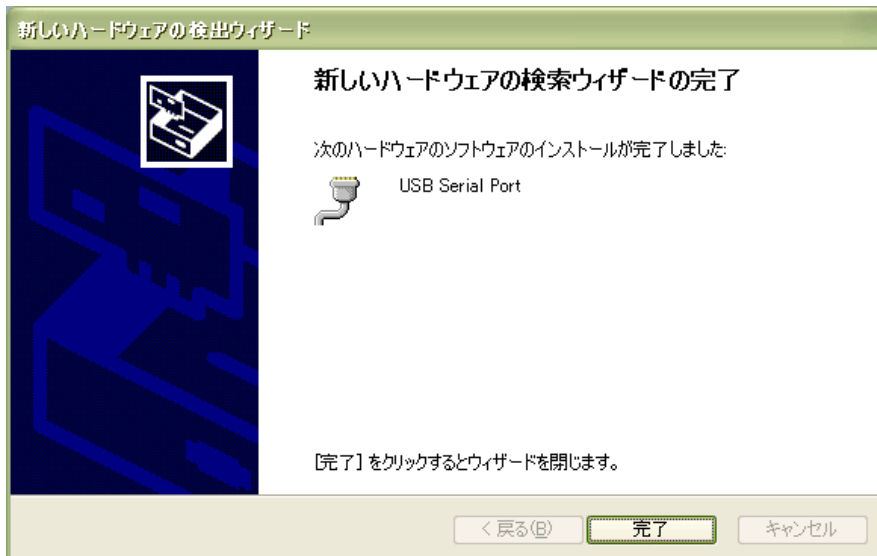 新しいハードウェアの検出ウィザード
新しいハードウェアの検索ウィザードの完了
次のハードウェアのソフトウェアのインストールが完了しました:
USB Serial Port
[完了] をクリックするとウィザードを閉じます。
< 戻る(B)
完了
キャンセル